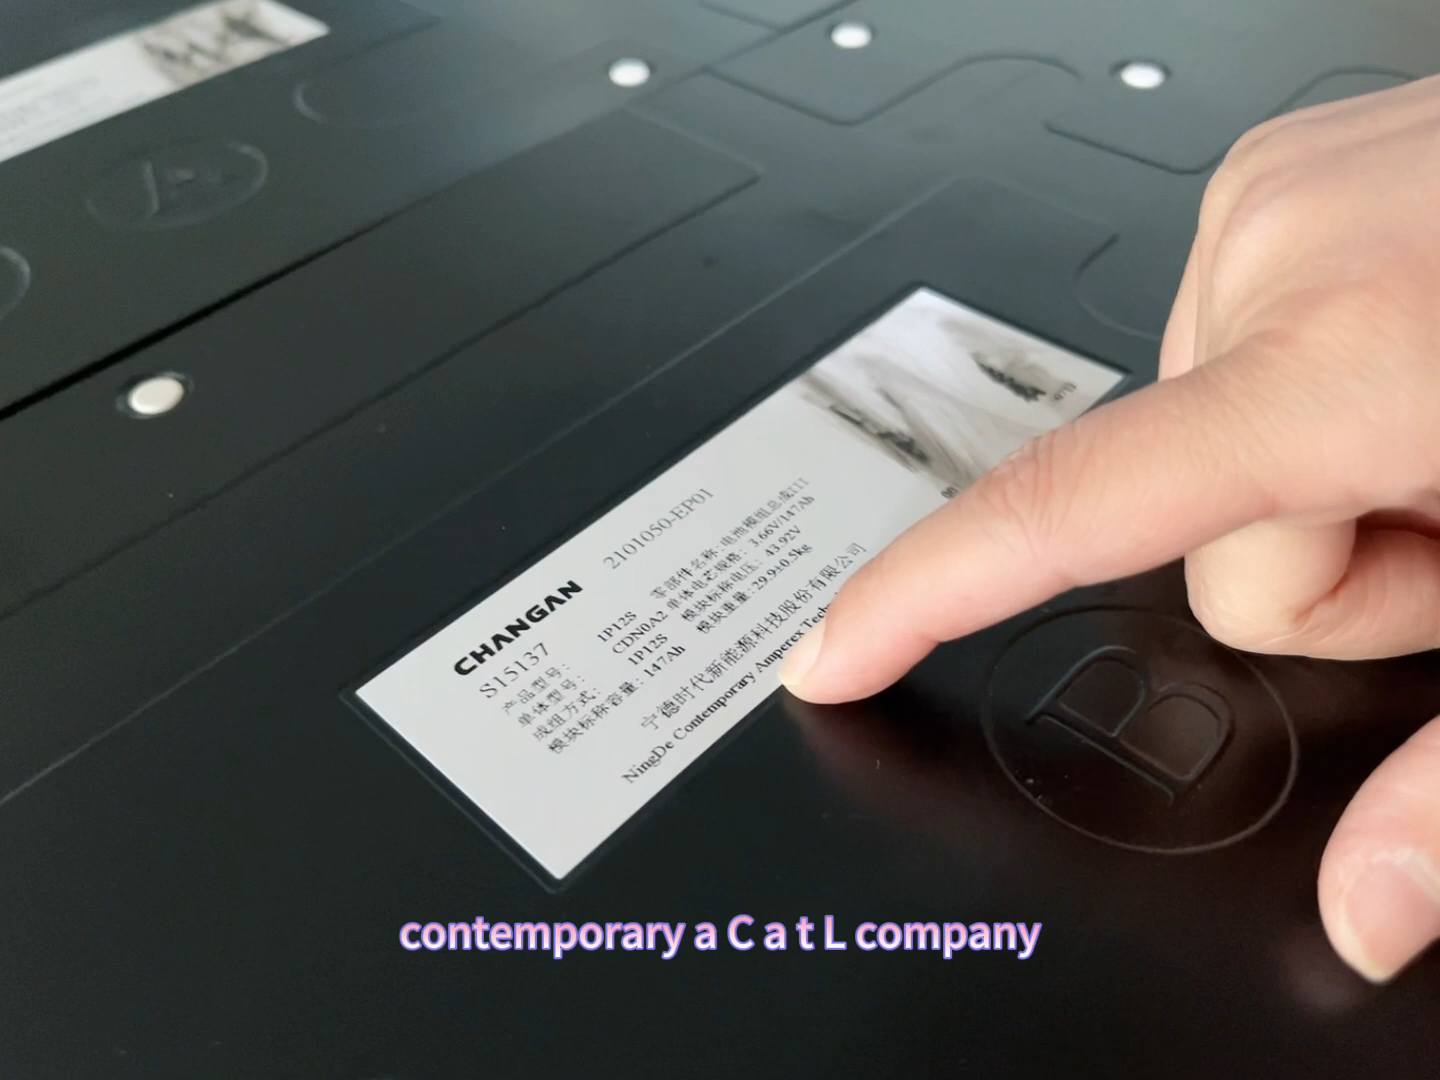 CHANGAN
2101050-EP01
S15137
产品型号: 1P12S 零部件名称:电池模组总成III
单体型号: CDN0A2 单体电芯规格: 3.66V/147Ah
成组方式: 1P12S 模块标称电压: 43.92V
模块标称容量: 147Ah 模块重量:29.9±0.5kg
宁德时代新能源科技股份有限公司
NingDe Contemporary Amperex Techn
B
contemporary a C a t L company